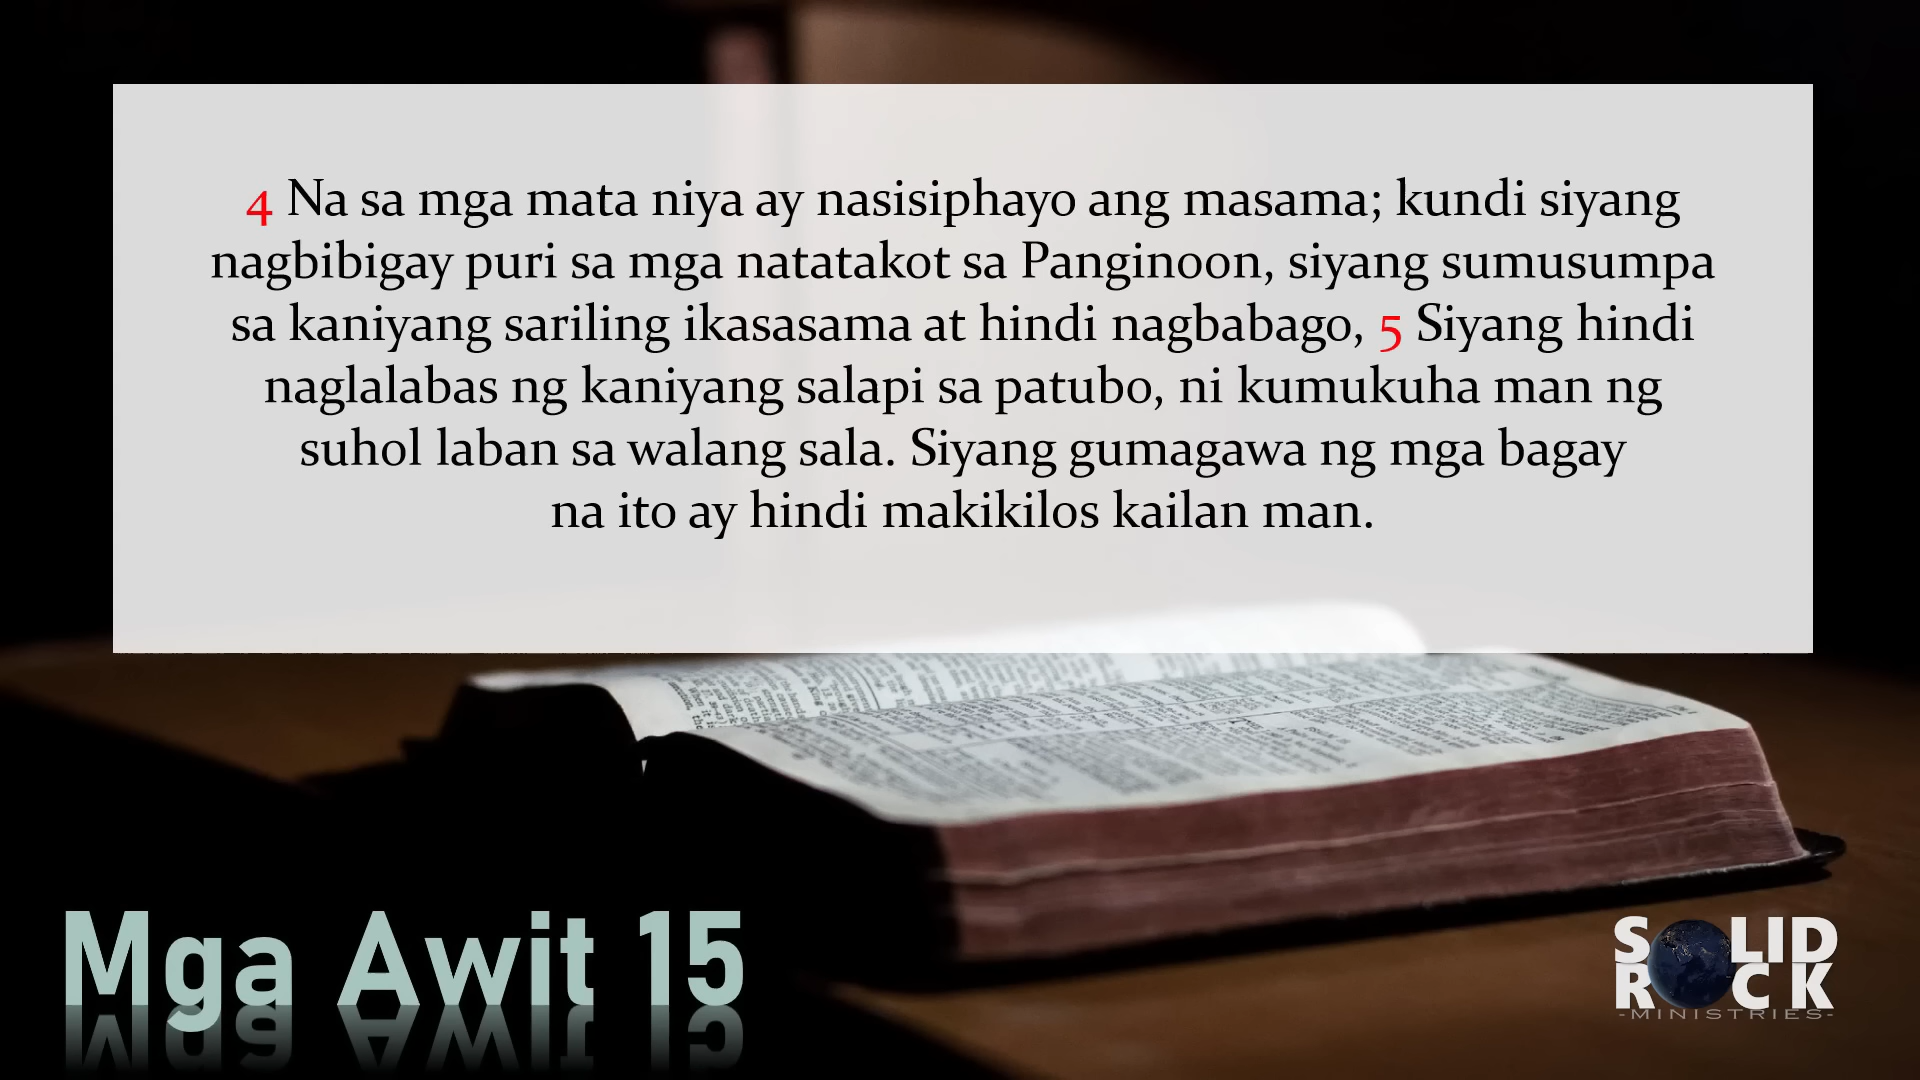 4 Na sa mga mata niya ay nasisiphayo ang masama; kundi siyang
nagbibigay puri sa mga natatakot sa Panginoon, siyang sumusumpa
sa kaniyang sariling ikasasama at hindi nagbabago, 5 Siyang hindi
naglalabas ng kaniyang salapi sa patubo, ni kumukuha man ng
suhol laban sa walang sala. Siyang gumagawa ng mga bagay
na ito ay hindi makikilos kailan man.
Mga Awit 15
SOLID
ROCK
-MINISTRIES-